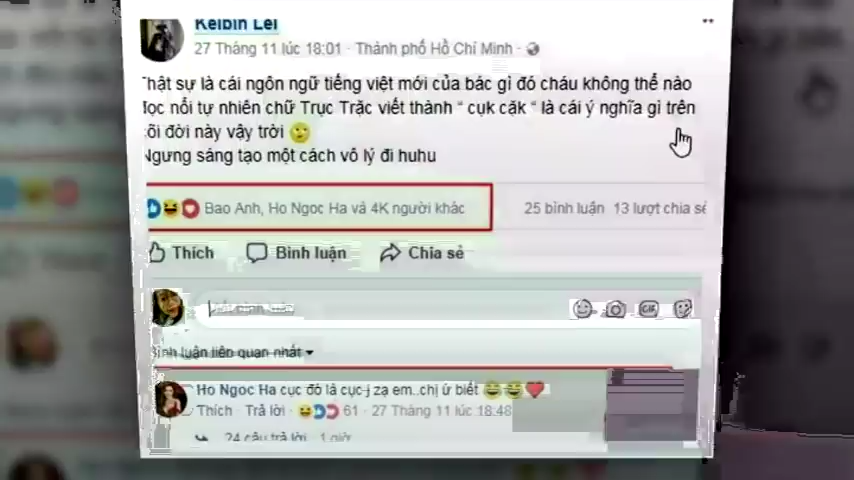 Kelbin Lei
27 Tháng 11 lúc 18:01 · Thành phố Hồ Chí Minh ·
Thật sự là cái ngôn ngữ tiếng việt mới của bác gì đó cháu không thể nào
đọc nổi tự nhiên chữ Trục Trặc viết thành " cụk cặk " là cái ý nghĩa gì trên
cõi đời này vậy trời
Ngưng sáng tạo một cách vô lý đi huhu
Bao Anh, Ho Ngoc Ha và 4K người khác
25 bình luận 13 lượt chia sẻ
Thích Bình luận Chia sẻ
GIF
Bình luận liên quan nhất
Ho Ngoc Ha cục đó là cục j zạ em..chị ứ biết
Thích · Trả lời · 61 · 27 Tháng 11 lúc 18:48
24 câu trả lời · 1 giờ